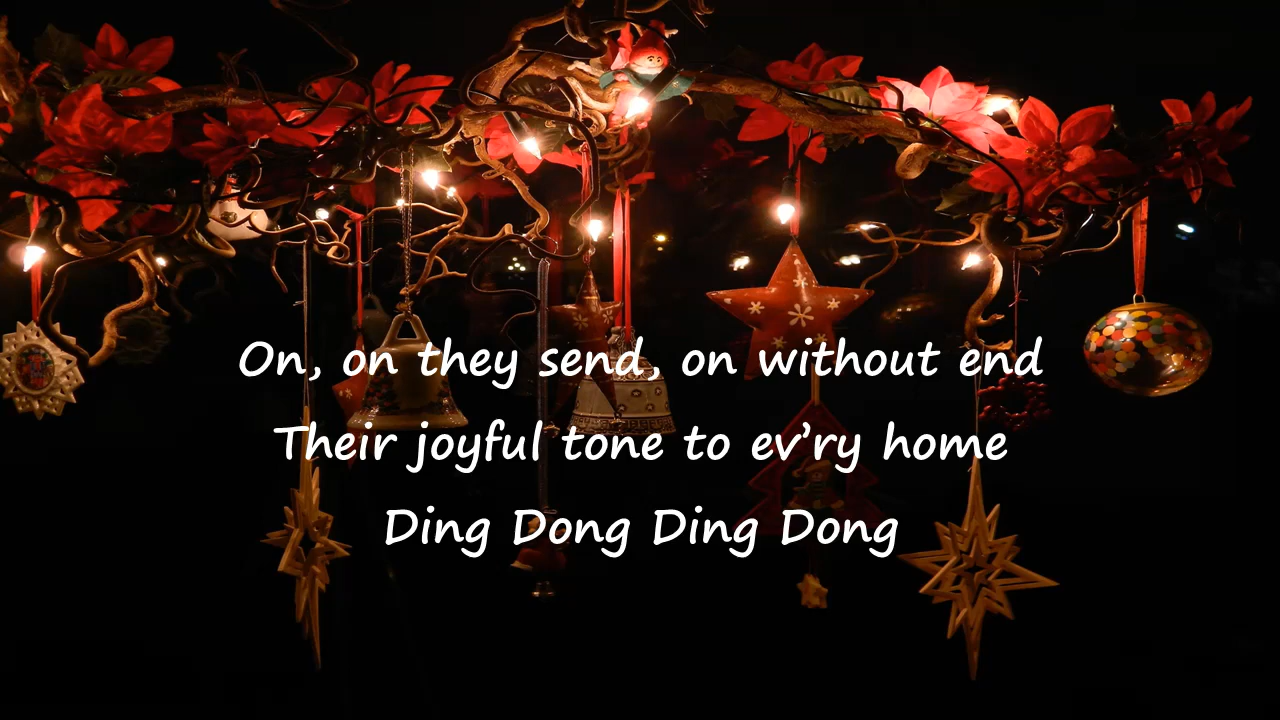 On, on they send, on without end
Their joyful tone to ev’ry home
Ding Dong Ding Dong